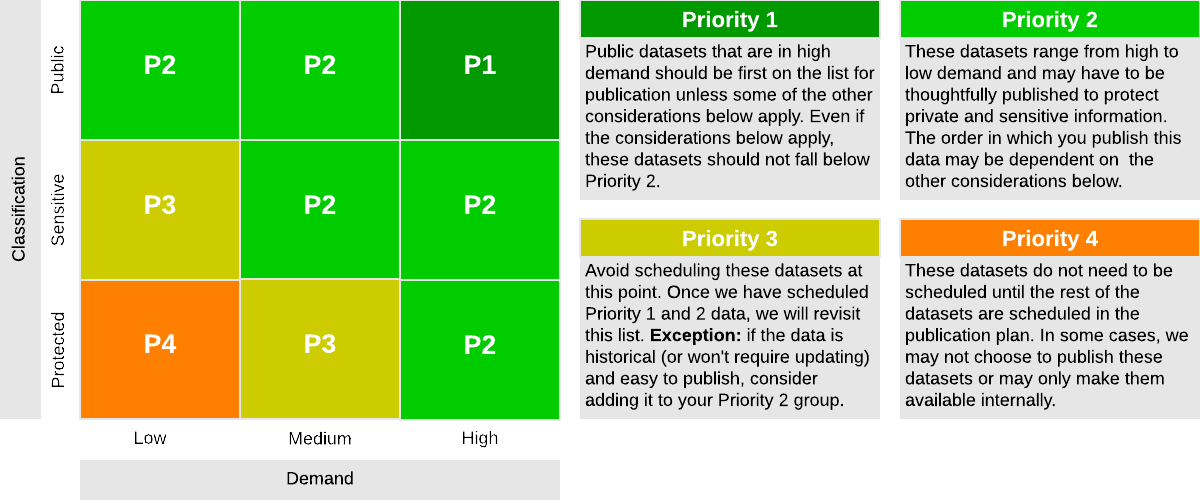 Classification
Public
P2
P2
P1
Sensitive
P3
P2
P2
Protected
P4
P3
P2
Low
Medium
High
Demand
Priority 1
Public datasets that are in high
demand should be first on the list for
publication unless some of the other
considerations below apply. Even if
the considerations below apply,
these datasets should not fall below
Priority 2.
Priority 2
These datasets range from high to
low demand and may have to be
thoughtfully published to protect
private and sensitive information.
The order in which you publish this
data may be dependent on  the
other considerations below.
Priority 3
Avoid scheduling these datasets at
this point. Once we have scheduled
Priority 1 and 2 data, we will revisit
this list. Exception: if the data is
historical (or won't require updating)
and easy to publish, consider
adding it to your Priority 2 group.
Priority 4
These datasets do not need to be
scheduled until the rest of the
datasets are scheduled in the
publication plan. In some cases, we
may not choose to publish these
datasets or may only make them
available internally.